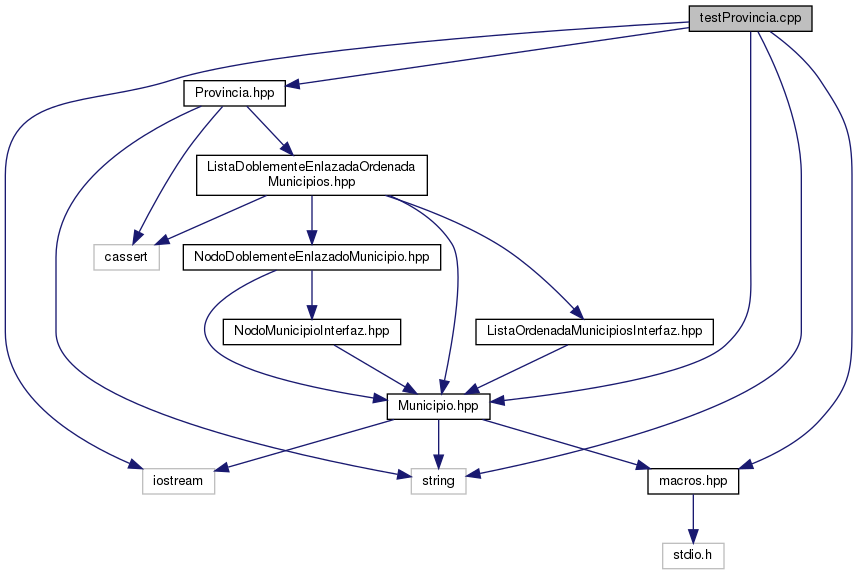 testProvincia.cpp
Provincia.hpp
ListaDoblementeEnlazadaOrdenada
Municipios.hpp
cassert
NodoDoblementeEnlazadoMunicipio.hpp
NodoMunicipioInterfaz.hpp
ListaOrdenadaMunicipiosInterfaz.hpp
Municipio.hpp
iostream
string
macros.hpp
stdio.h